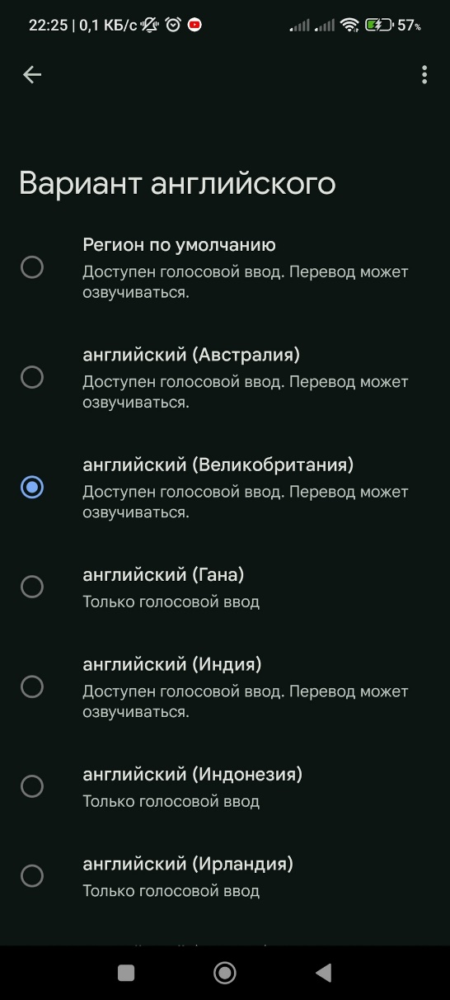 22:25 | 0,1 КБ/с 57%
Вариант английского
Регион по умолчанию
Доступен голосовой ввод. Перевод может
озвучиваться.
английский (Австралия)
Доступен голосовой ввод. Перевод может
озвучиваться.
английский (Великобритания)
Доступен голосовой ввод. Перевод может
озвучиваться.
английский (Гана)
Только голосовой ввод
английский (Индия)
Доступен голосовой ввод. Перевод может
озвучиваться.
английский (Индонезия)
Только голосовой ввод
английский (Ирландия)
Только голосовой ввод